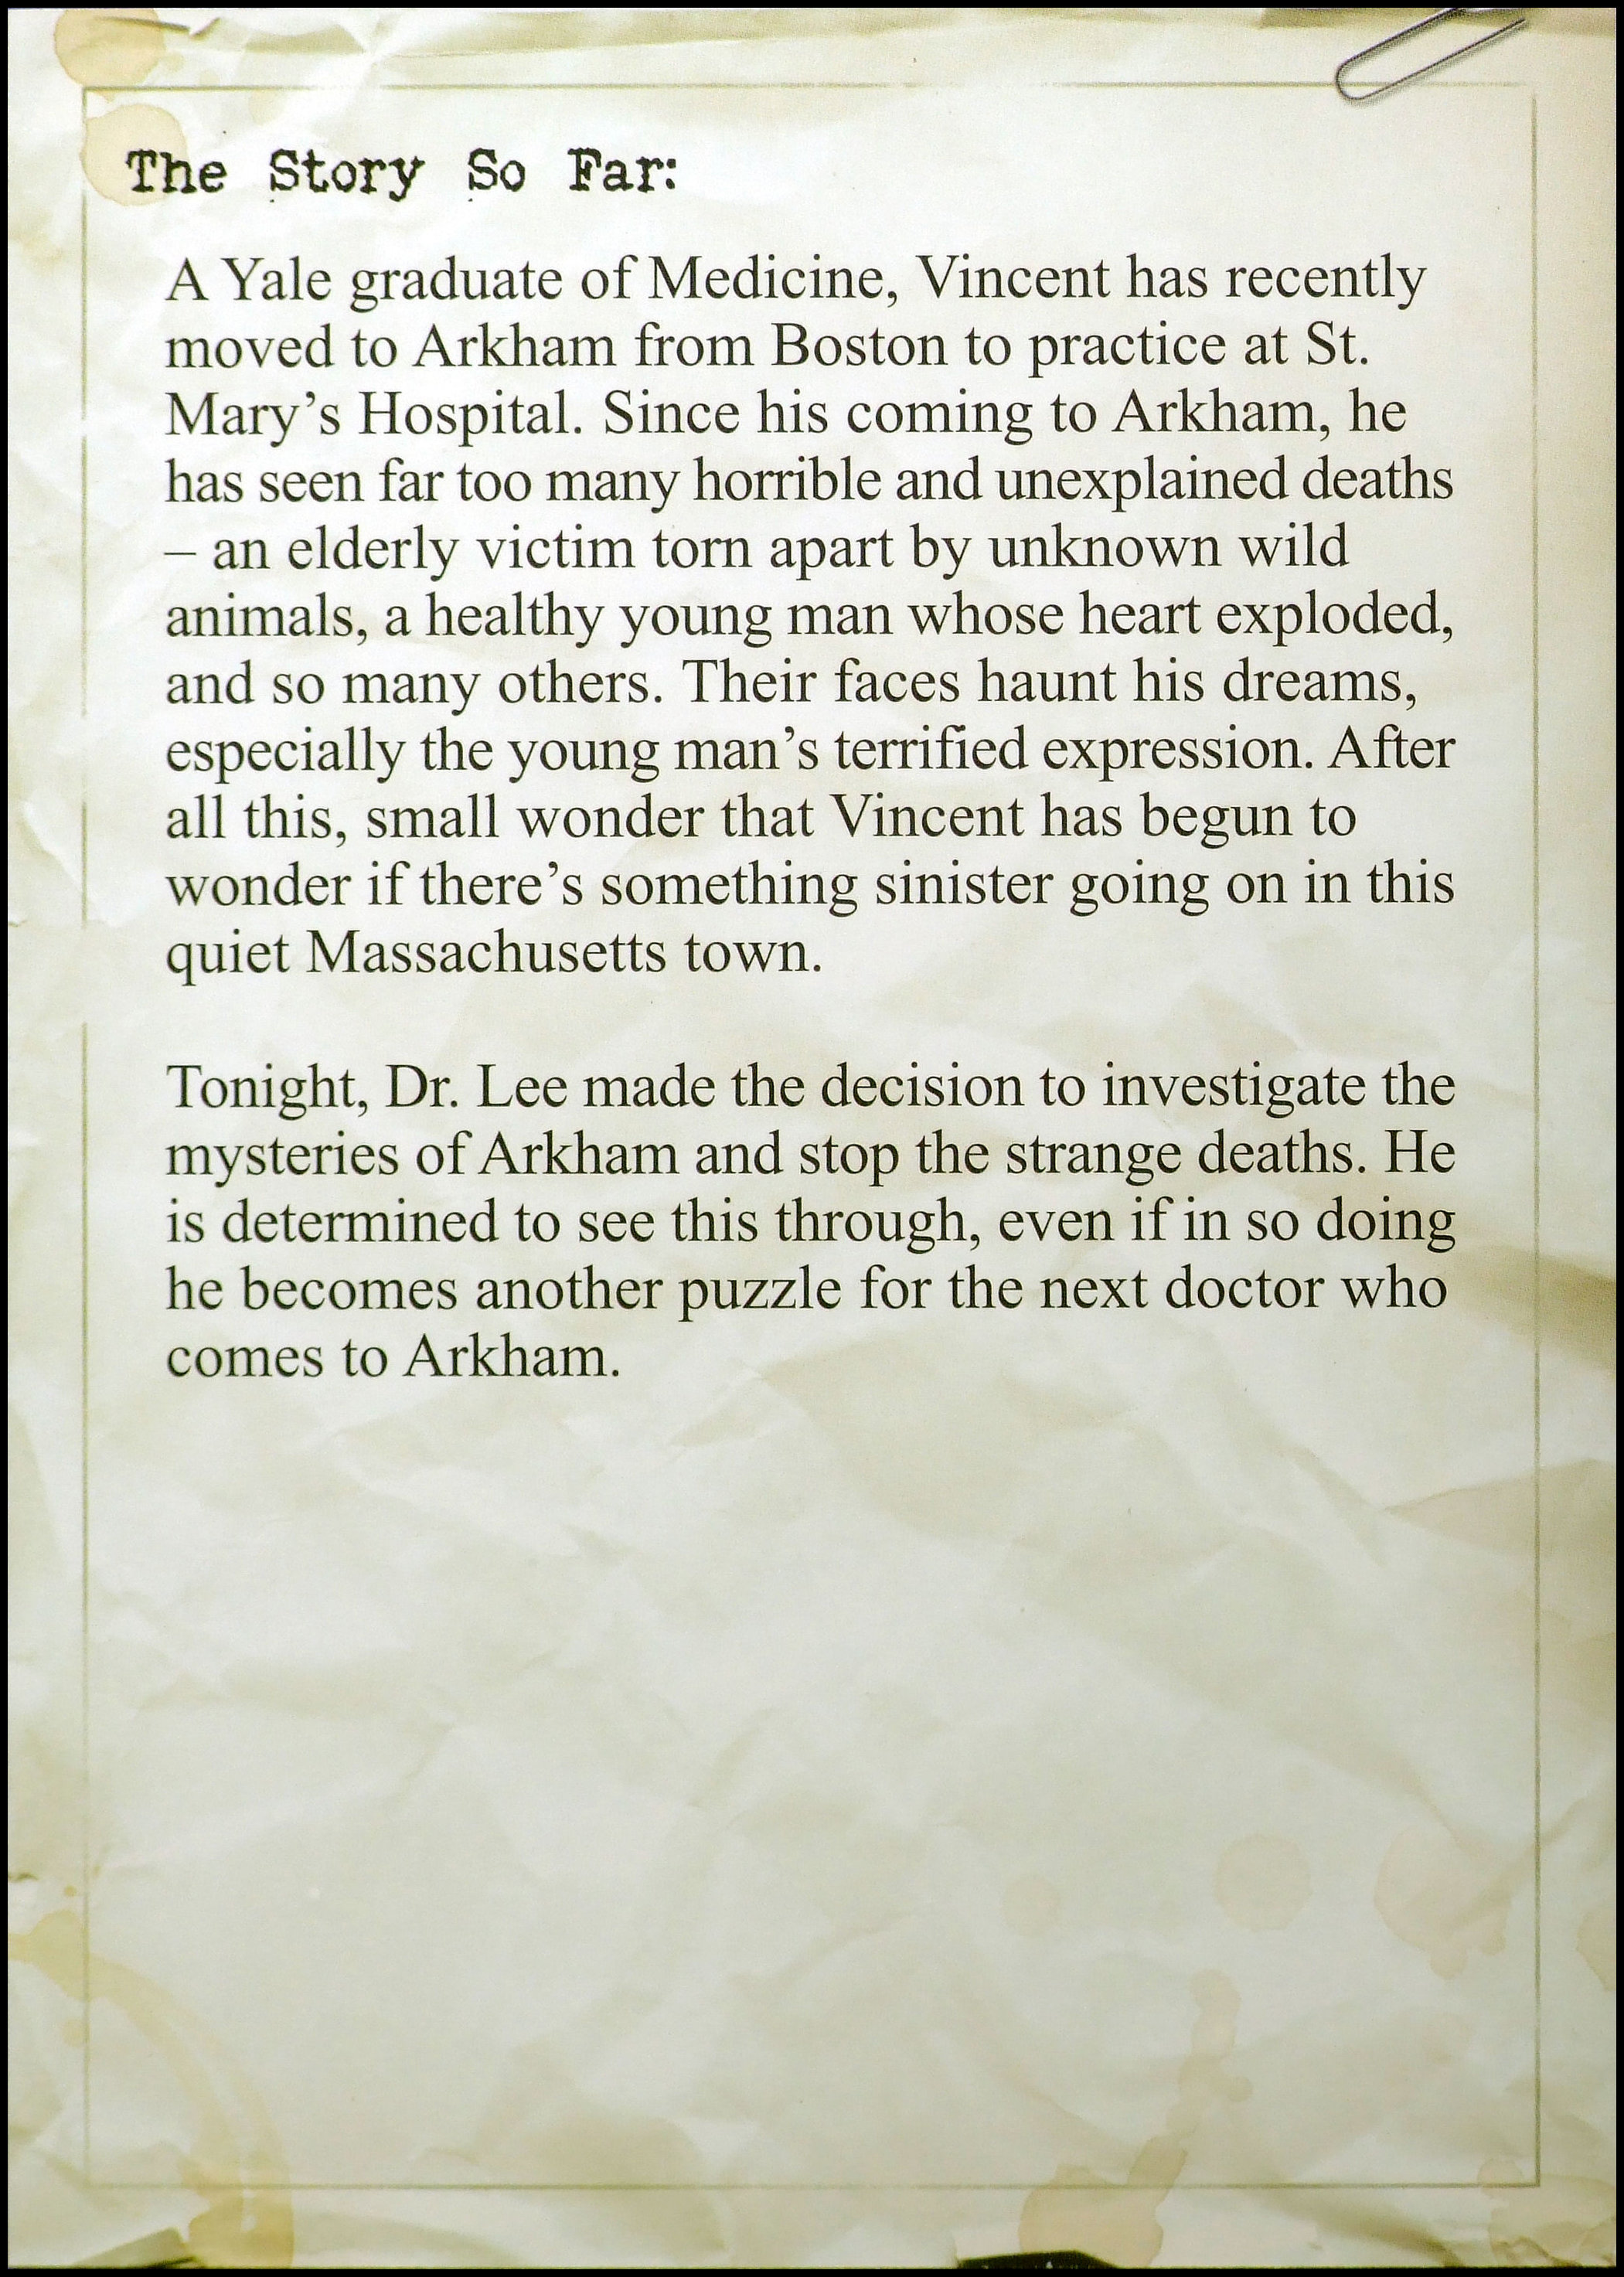 The Story So Far:
A Yale graduate of Medicine, Vincent has recently
moved to Arkham from Boston to practice at St.
Mary’s Hospital. Since his coming to Arkham, he
has seen far too many horrible and unexplained deaths
– an elderly victim torn apart by unknown wild
animals, a healthy young man whose heart exploded,
and so many others. Their faces haunt his dreams,
especially the young man’s terrified expression. After
all this, small wonder that Vincent has begun to
wonder if there’s something sinister going on in this
quiet Massachusetts town.
Tonight, Dr. Lee made the decision to investigate the
mysteries of Arkham and stop the strange deaths. He
is determined to see this through, even if in so doing
he becomes another puzzle for the next doctor who
comes to Arkham.